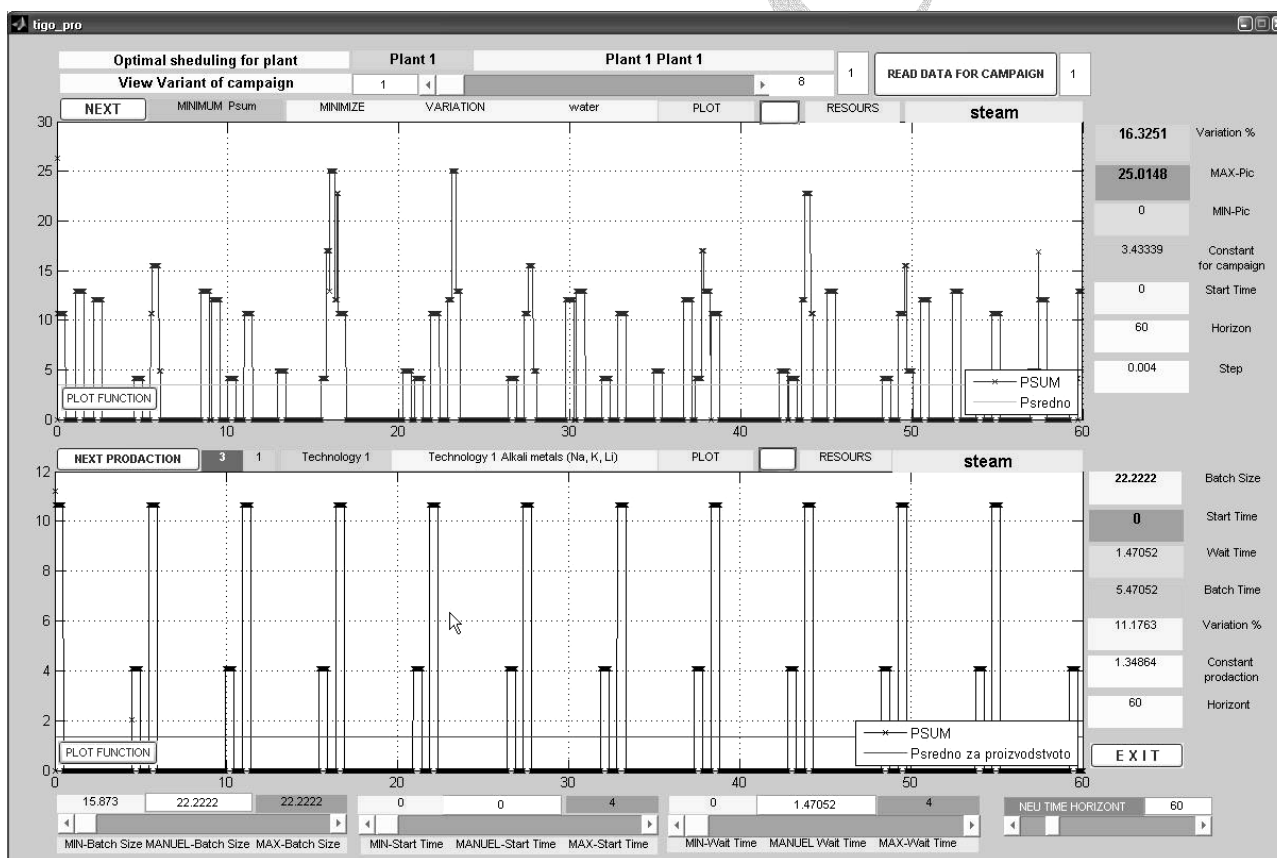 tigo_pro
Optimal sheduling for plant Plant 1 Plant 1 Plant 1
View Variant of campaign 1 8 1 READ DATA FOR CAMPAIGN 1
NEXT MINIMUM Psum MINIMIZE VARIATION water PLOT RESOURS steam
30
25
20
15
10
5
0
0 10 20 30 40 50 60
PLOT FUNCTION
PSUM
Psredno
16.3251 Variation %
25.0148 MAX-Pic
0 MIN-Pic
3.43339 Constant
for campaign
0 Start Time
60 Horizon
0.004 Step
NEXT PRODACTION 3 1 Technology 1 Technology 1 Alkali metals (Na, K, Li) PLOT RESOURS steam
12
10
8
6
4
2
0
0 10 20 30 40 50 60
PLOT FUNCTION
PSUM
Psredno za proizvodstvoto
22.2222 Batch Size
0 Start Time
1.47052 Wait Time
5.47052 Batch Time
11.1763 Variation %
1.34864 Constant
prodaction
60 Horizont
E X I T
15.873 22.2222 22.2222 0 0 4 0 1.47052 4 NEU TIME HORIZONT 60
MIN-Batch Size MANUEL-Batch Size MAX-Batch Size MIN-Start Time MANUEL-Start Time MAX-Start Time MIN-Wait Time MANUEL Wait Time MAX-Wait Time